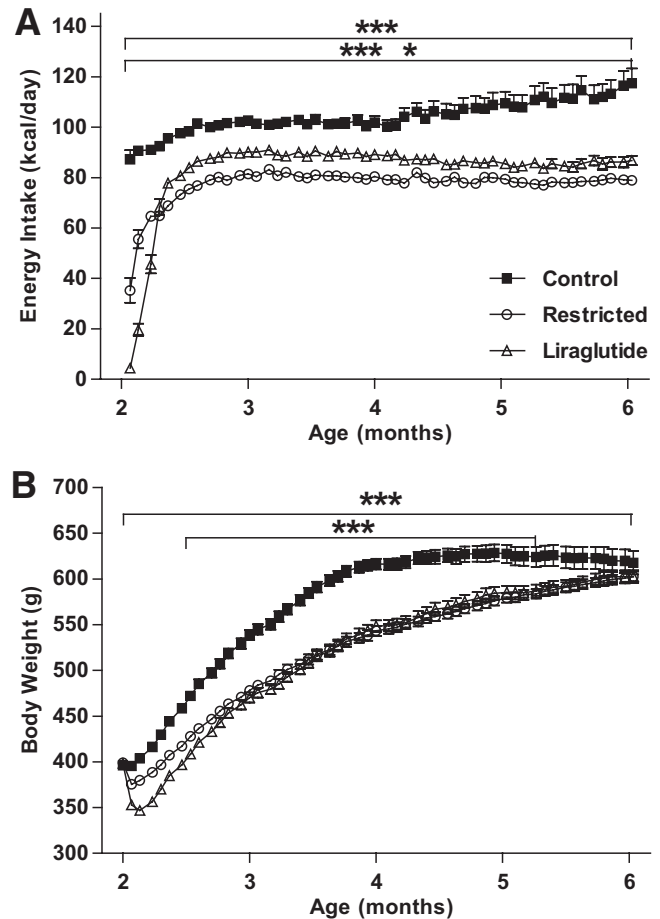 A
140
***
*** *
120
100
80
60
40
20
0
Energy Intake (kcal/day)
Control
Restricted
Liraglutide
2 3 4 5 6
Age (months)
B
700
***
650
***
600
550
500
450
400
350
300
Body Weight (g)
2 3 4 5 6
Age (months)